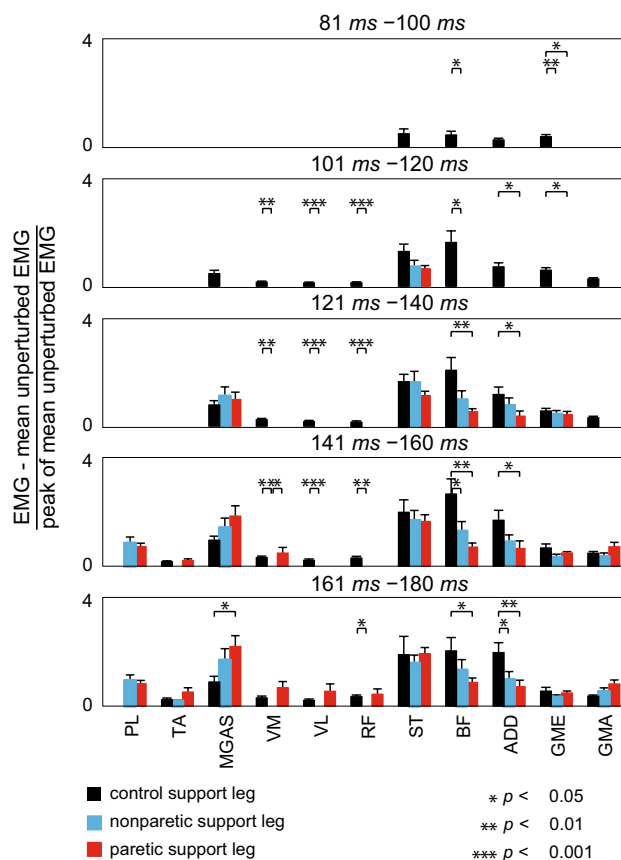 81 ms −100 ms
4
* 
* **
0
101 ms −120 ms
4
** *** *** * * *
0
121 ms −140 ms
4
** *** *** ** *
0
141 ms −160 ms
4
*** *** ** ** * *
0
161 ms −180 ms
4
* * * ** *
0
EMG - mean unperturbed EMG
peak of mean unperturbed EMG
PL TA MGAS VM VL RF ST BF ADD GME GMA
control support leg
nonparetic support leg
paretic support leg
* p < 0.05
** p < 0.01
*** p < 0.001